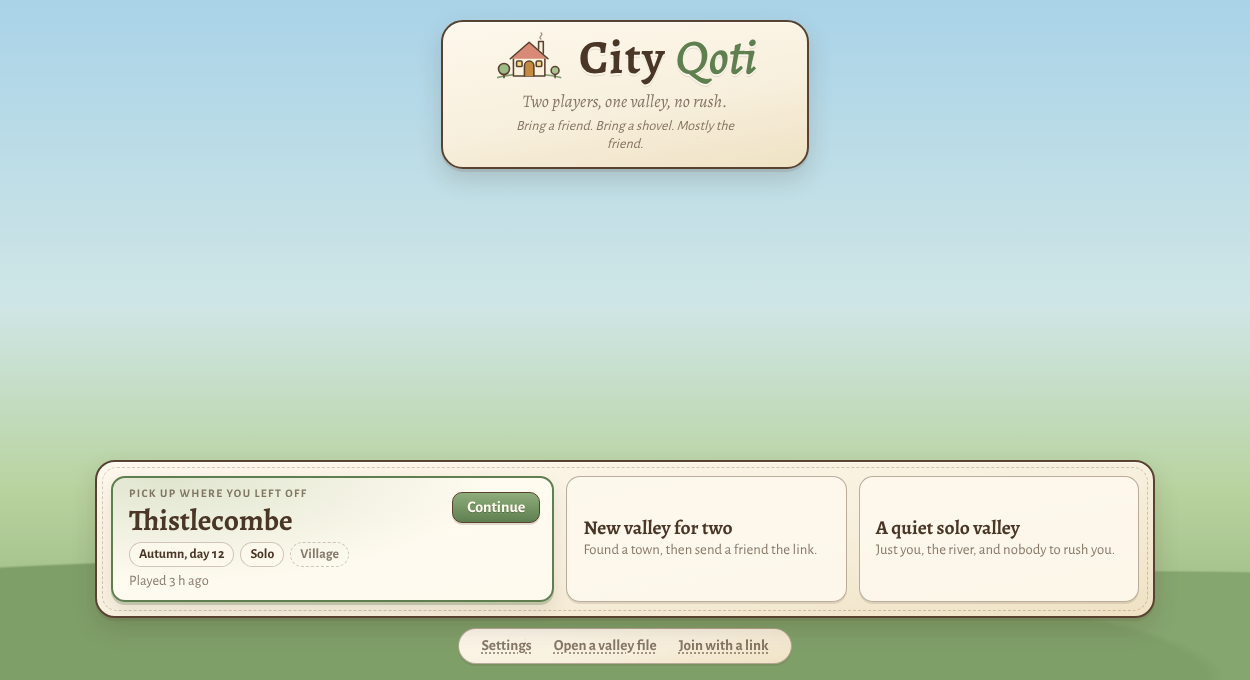 City Qoti
Two players, one valley, no rush.
Bring a friend. Bring a shovel. Mostly the
friend.
PICK UP WHERE YOU LEFT OFF
Thistlecombe
Continue
Autumn, day 12
Solo
Village
Played 3 h ago
New valley for two
Found a town, then send a friend the link.
A quiet solo valley
Just you, the river, and nobody to rush you.
Settings
Open a valley file
Join with a link